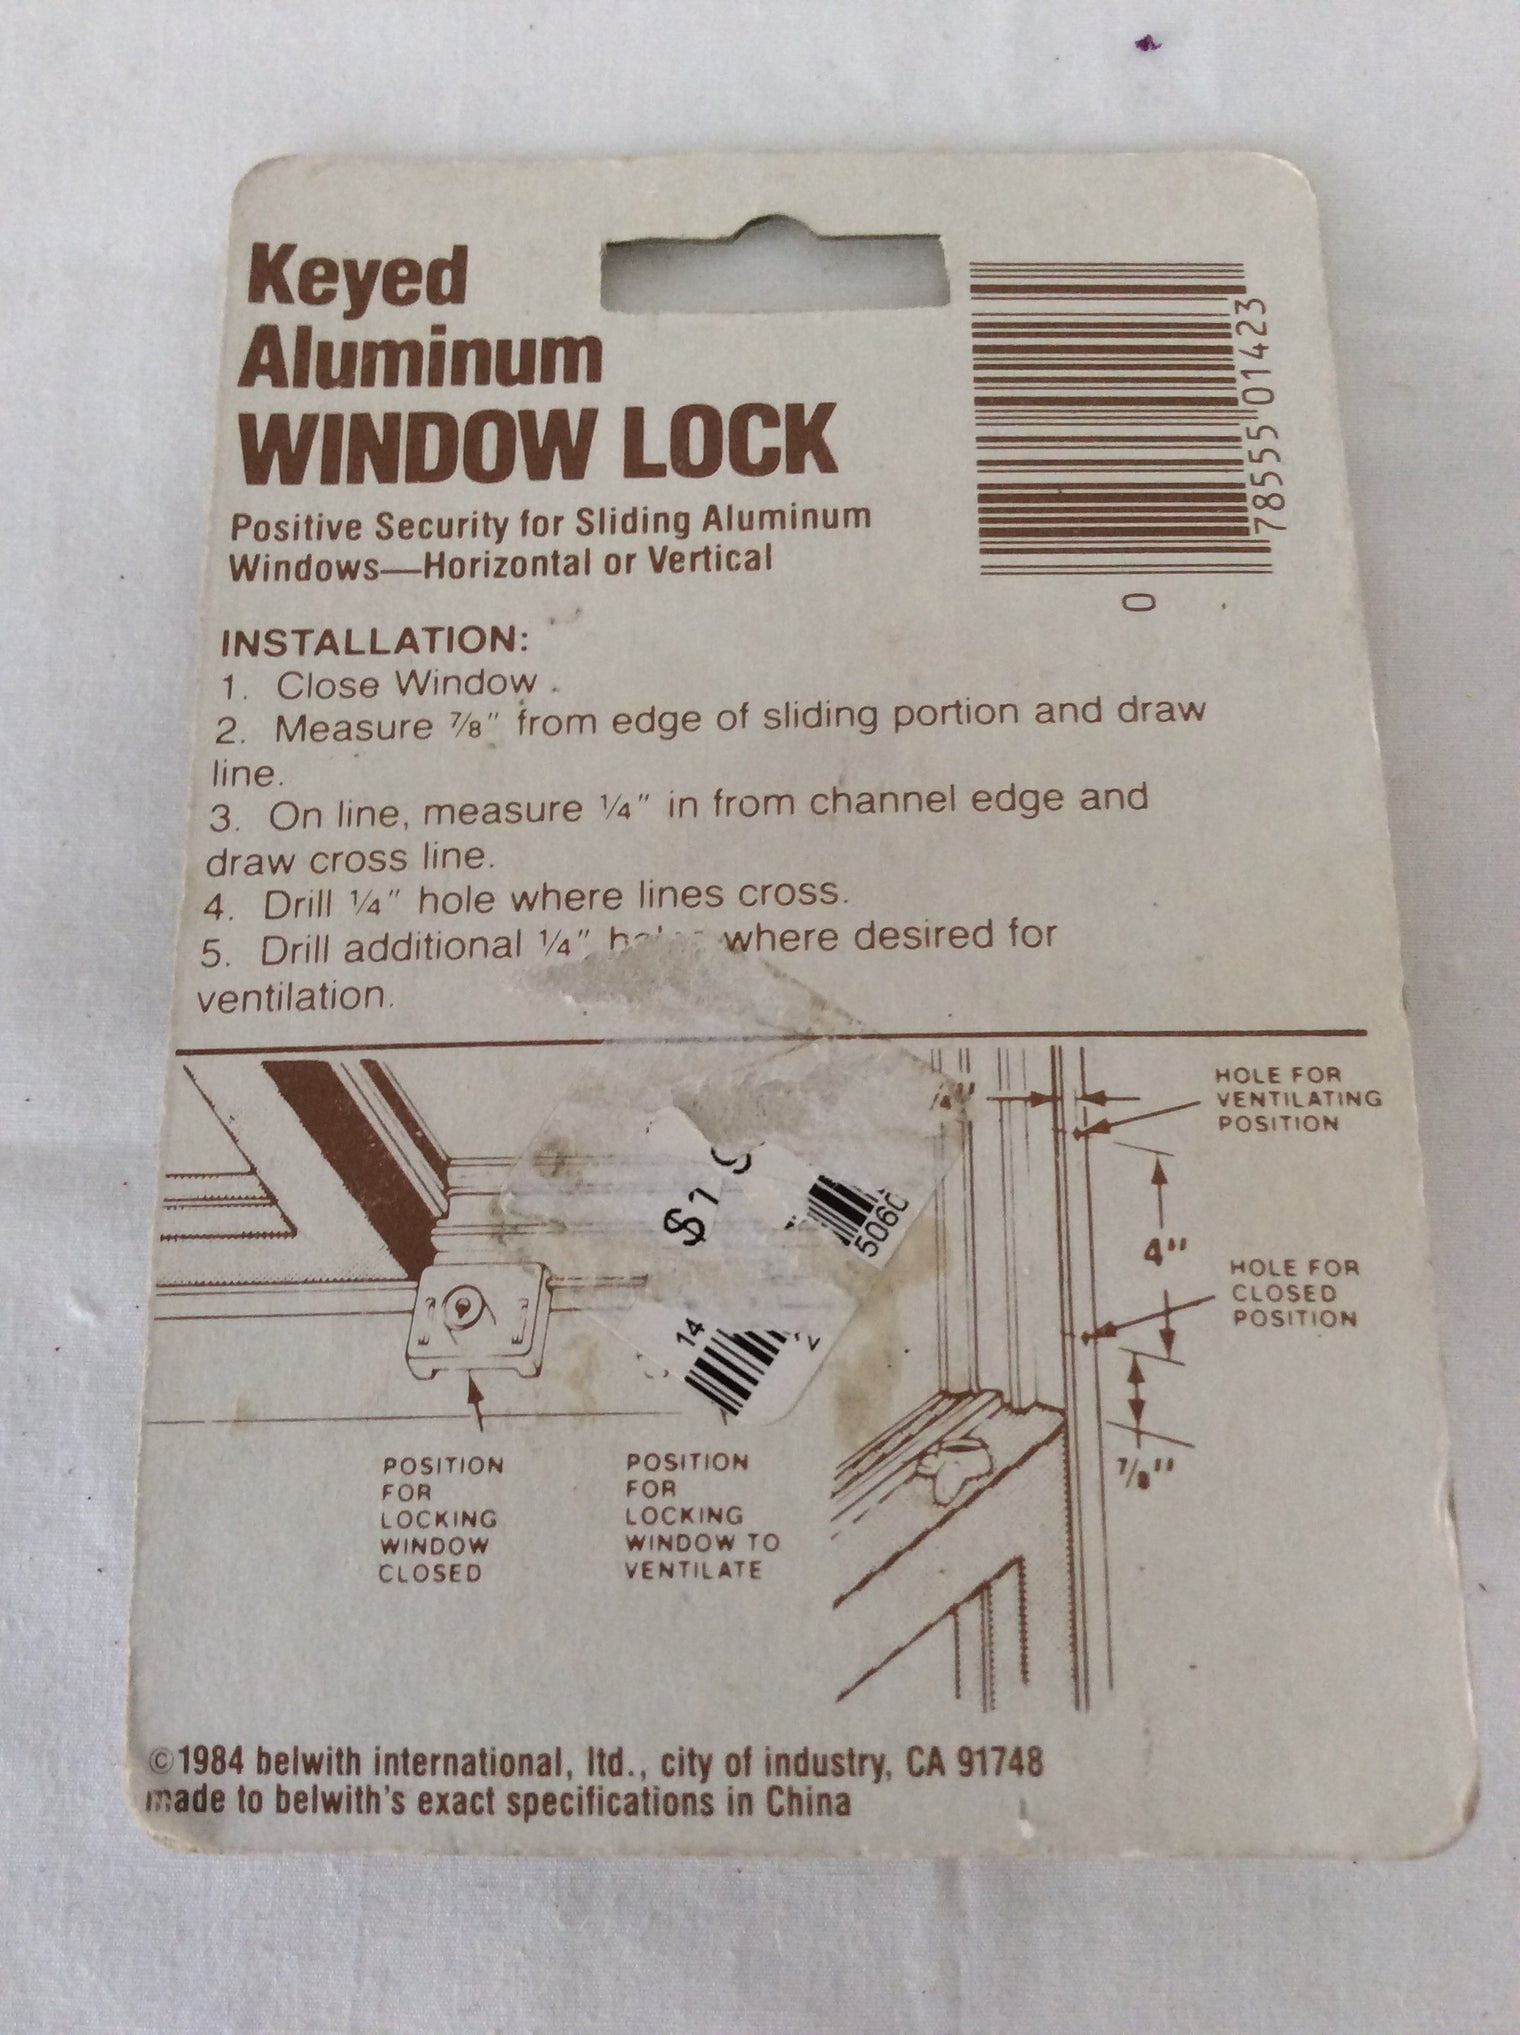 Keyed
Aluminum
WINDOW LOCK
Positive Security for Sliding Aluminum
Windows—Horizontal or Vertical
78555 01423
0
INSTALLATION:
1. Close Window.
2. Measure ⅞" from edge of sliding portion and draw
line.
3. On line, measure ¼" in from channel edge and
draw cross line.
4. Drill ¼" hole where lines cross.
5. Drill additional ¼" where desired for
ventilation.
HOLE FOR
VENTILATING
POSITION
4"
HOLE FOR
CLOSED
POSITION
⅞"
14
POSITION
FOR
LOCKING
WINDOW
CLOSED
POSITION
FOR
LOCKING
WINDOW TO
VENTILATE
©1984 belwith international, ltd., city of industry, CA 91748
made to belwith's exact specifications in China